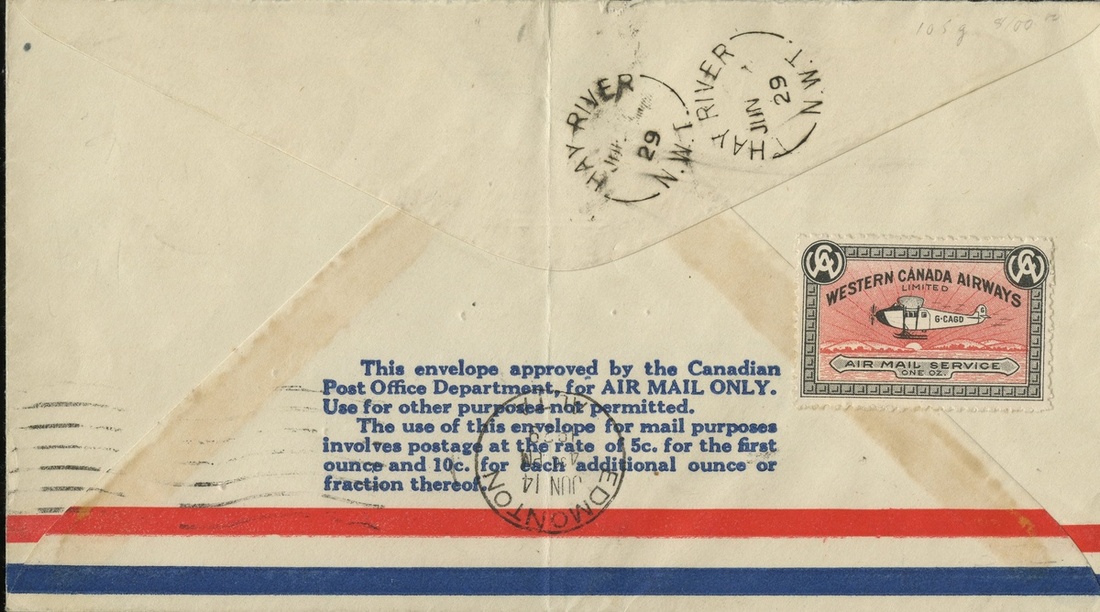 105g 8/00
HAY RIVER
JUN
29
N.W.T.
HAY RIVER
29
N.W.T.
WESTERN CANADA AIRWAYS
LIMITED
G-CAGD
AIR MAIL SERVICE
ONE OZ.
This envelope approved by the Canadian
Post Office Department, for AIR MAIL ONLY.
Use for other purposes not permitted.
The use of this envelope for mail purposes
involves postage at the rate of 5c. for the first
ounce and 10c. for each additional ounce or
fraction thereof.
EDMONTON
JUN 14
PM